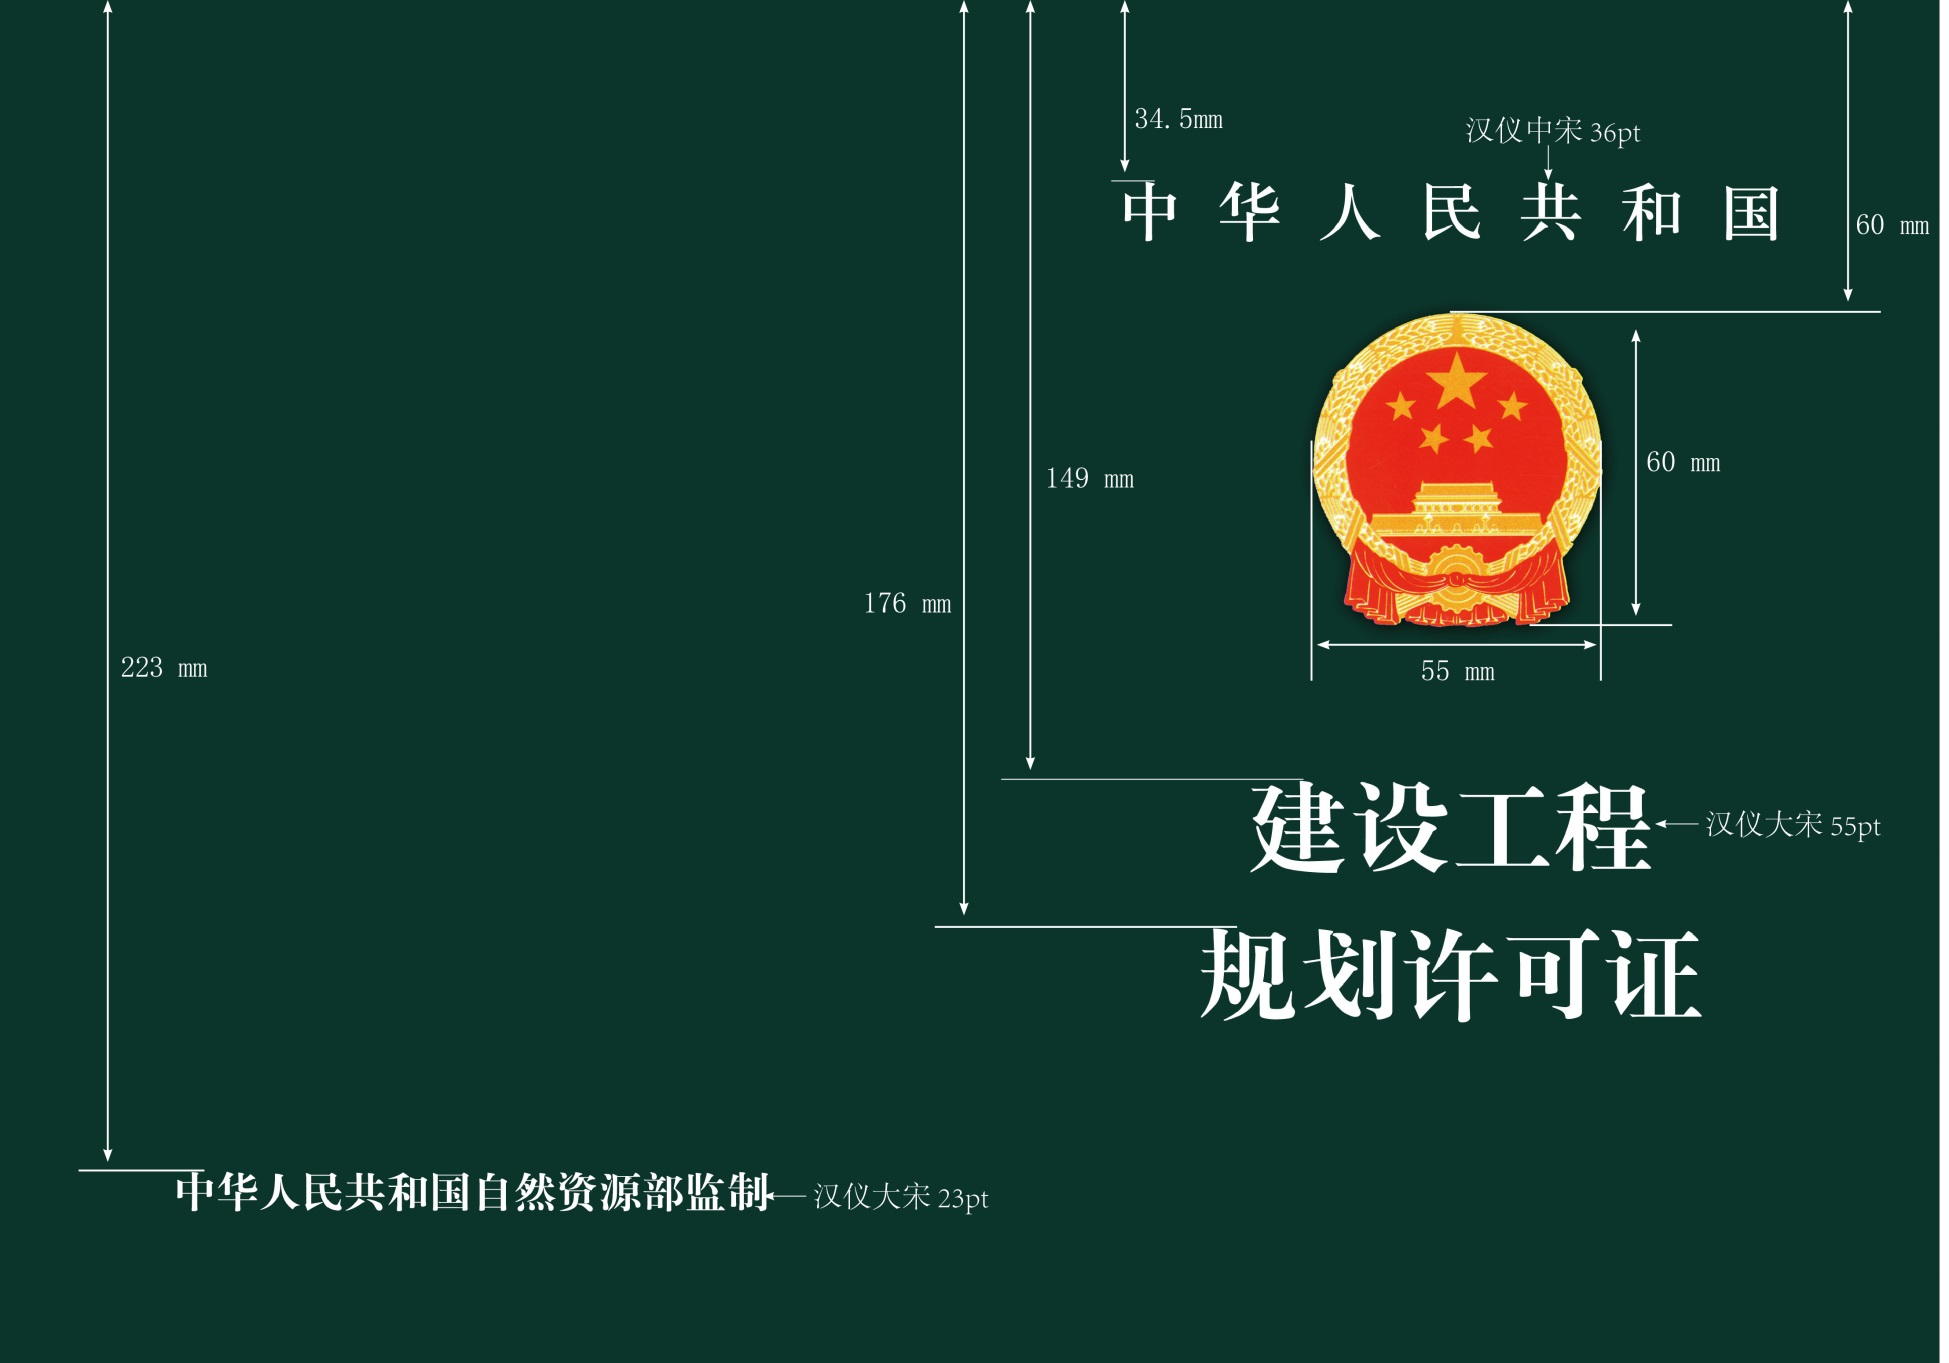 34.5mm
汉仪中宋 36pt
中华人民共和国
60 mm
60 mm
149 mm
55 mm
176 mm
223 mm
建设工程
汉仪大宋 55pt
规划许可证
中华人民共和国自然资源部监制
汉仪大宋 23pt